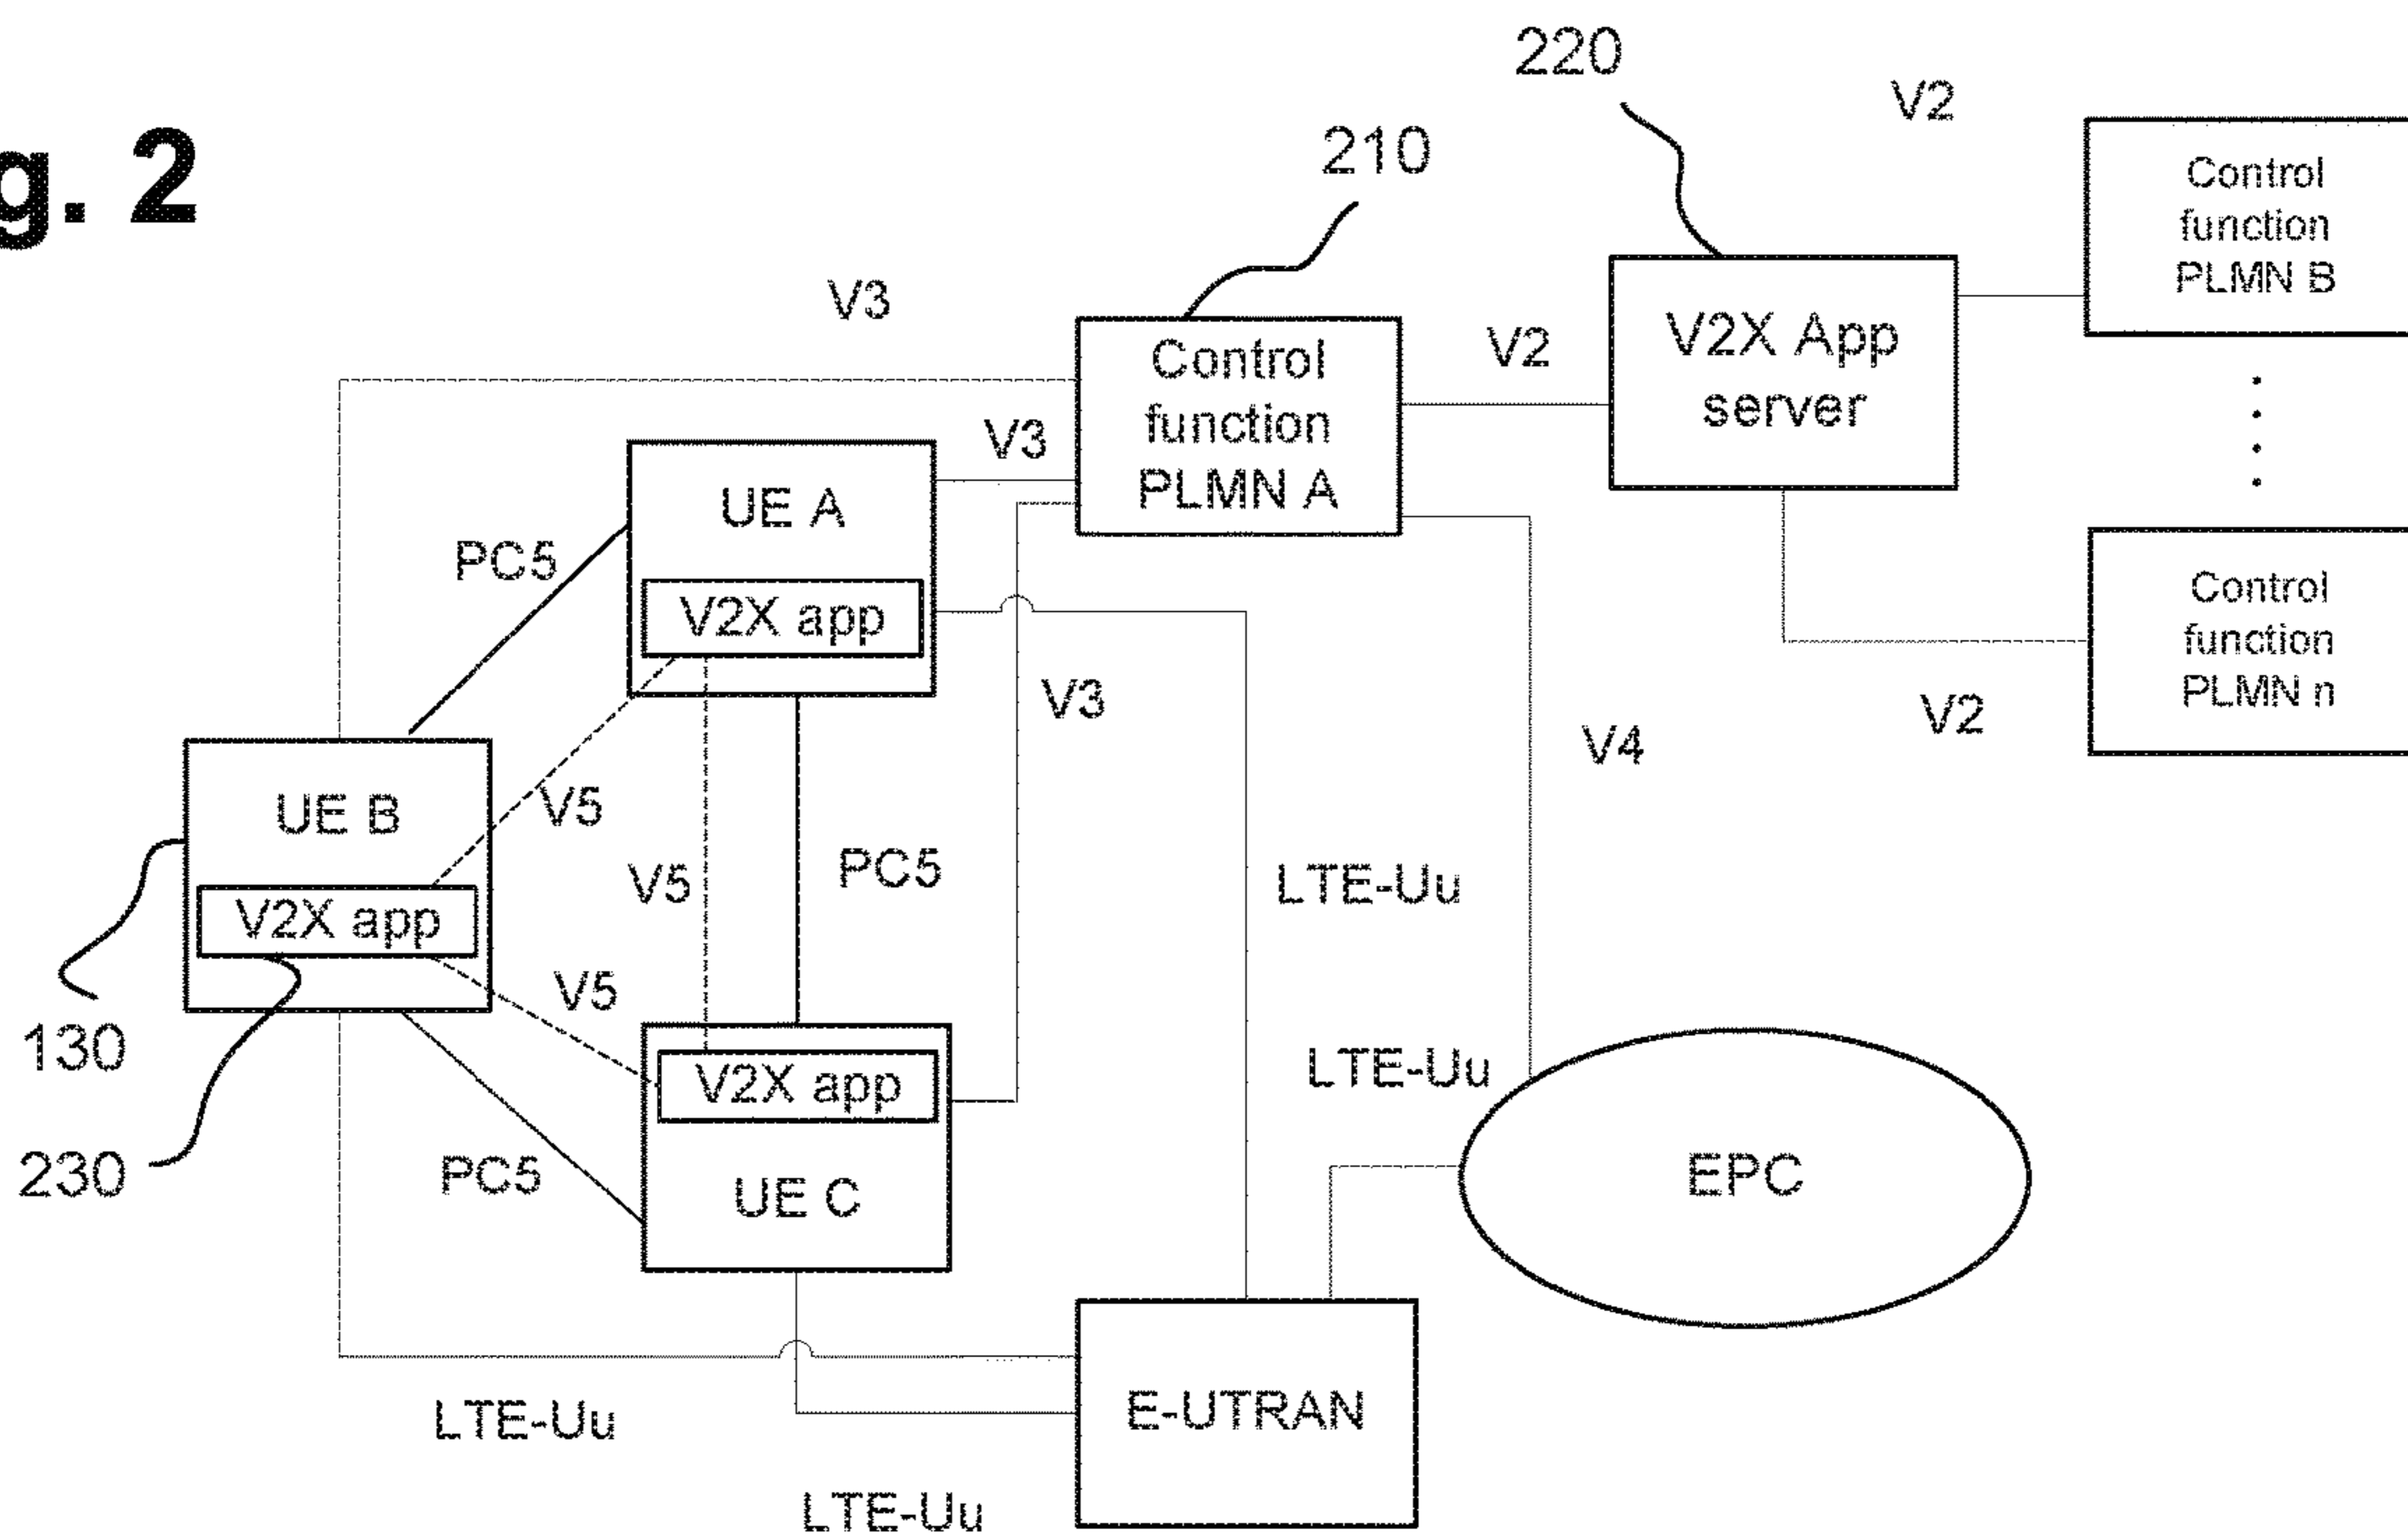 g. 2
220
V2
210
Control
function
PLMN B
V3
Control
function
PLMN A
V2
V2X App
server
V3
UE A
PC5
V2X app
Control
function
PLMN n
V3
V2
V4
UE B
V5
V5
PC5
LTE-Uu
V2X app
V5
130
LTE-Uu
V2X app
230
PC5
UE C
EPC
E-UTRAN
LTE-Uu
LTE-Uu